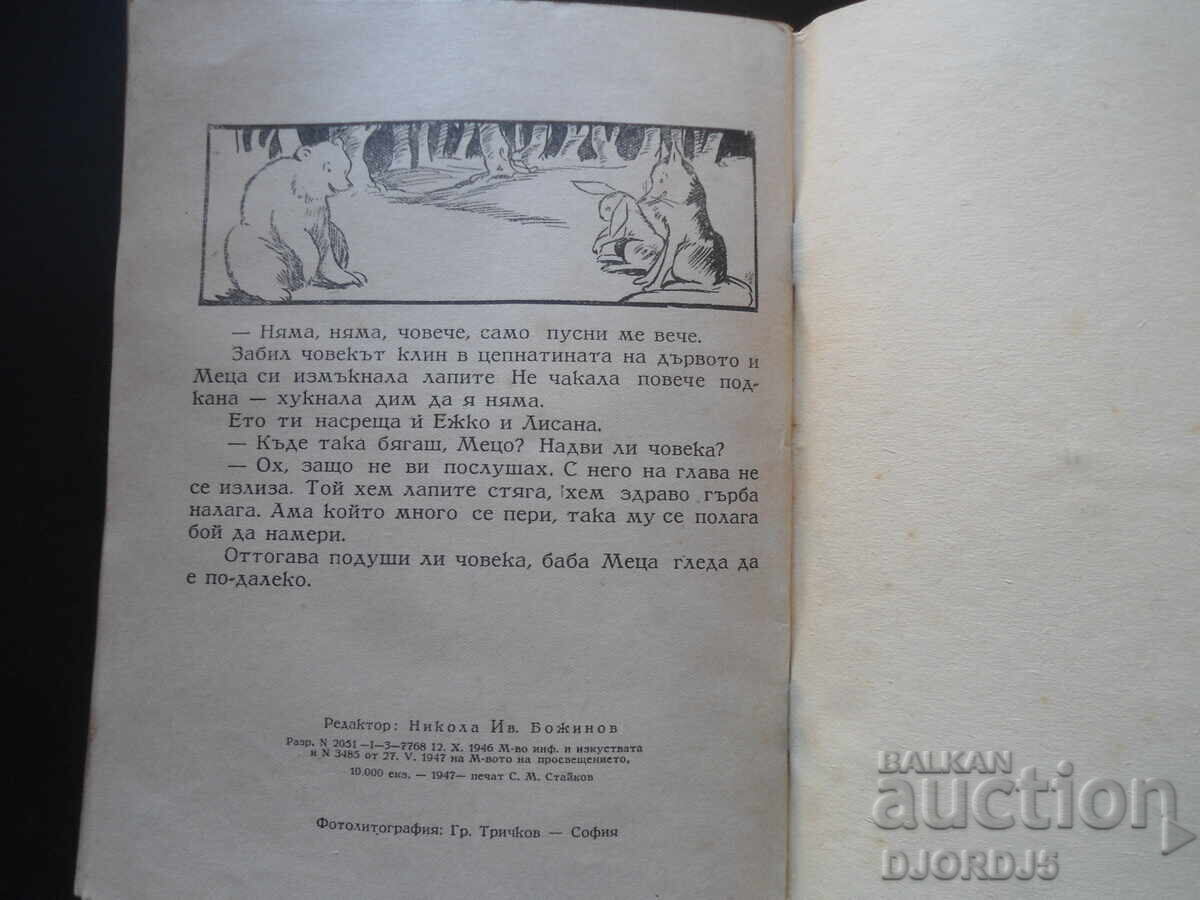 — Няма, няма, човече, само пусни ме вече.
Забил човекът клин в цепнатината на дървото и
Меца си измъкнала лапите Не чакала повече под-
кана — хукнала дим да я няма.
Ето ти насреща ѝ Ежко и Лисана.
— Къде така бягаш, Мецо? Надви ли човека?
— Ох, защо не ви послушах. С него на глава не
се излиза. Той хем лапите стяга, хем здраво гърба
налага. Ама който много се пери, така му се полага
бой да намери.
Оттогава подуши ли човека, баба Меца гледа да
е по-далеко.
Редактор: Никола Ив. Божинов
Разр. N 2051 —I—3—7768 12. X. 1946 М-во инф. и изкуствата
и N 3485 от 27. V. 1947 на М-вото на просвещението,
10.000 екз. — 1947— печат С. М. Стайков
Фотолитография: Гр. Тричков — София
BALKAN
auction
DJORDJ5